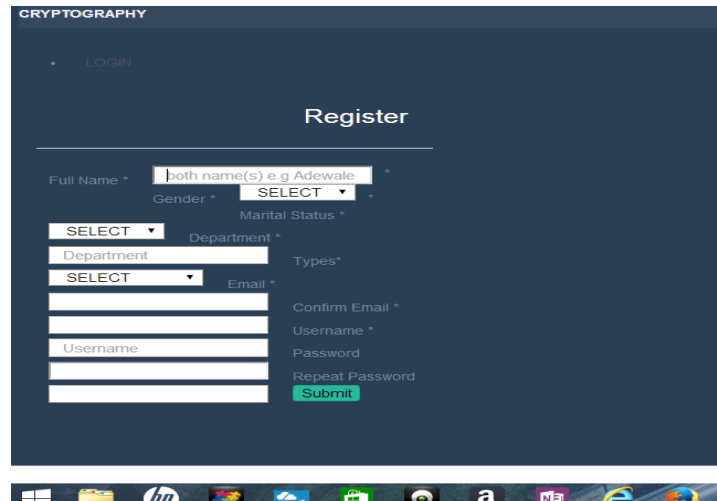 CRYPTOGRAPHY
LOGIN
Register
Full Name * both name(s) e.g Adewale *
Gender * SELECT *
Marital Status *
SELECT Department *
Department Types*
SELECT Email *
Confirm Email *
Username *
Username Password
Repeat Password
Submit
hp
a
N